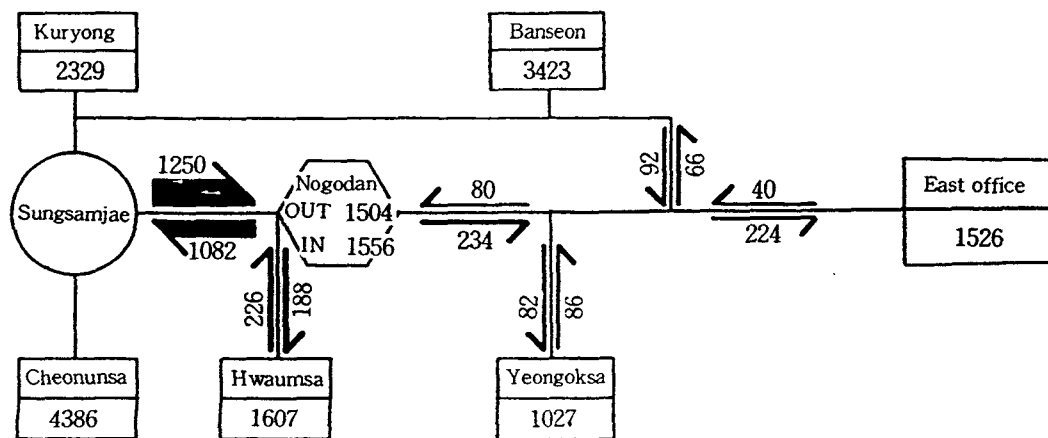 Kuryong
2329
Banseon
3423
1250
92
66
Nogodan
80
40
East office
Sungsamjae
OUT 1504
1082
IN 1556
234
224
1526
226
188
82
86
Cheonunsa
4386
Hwaumsa
1607
Yeongoksa
1027